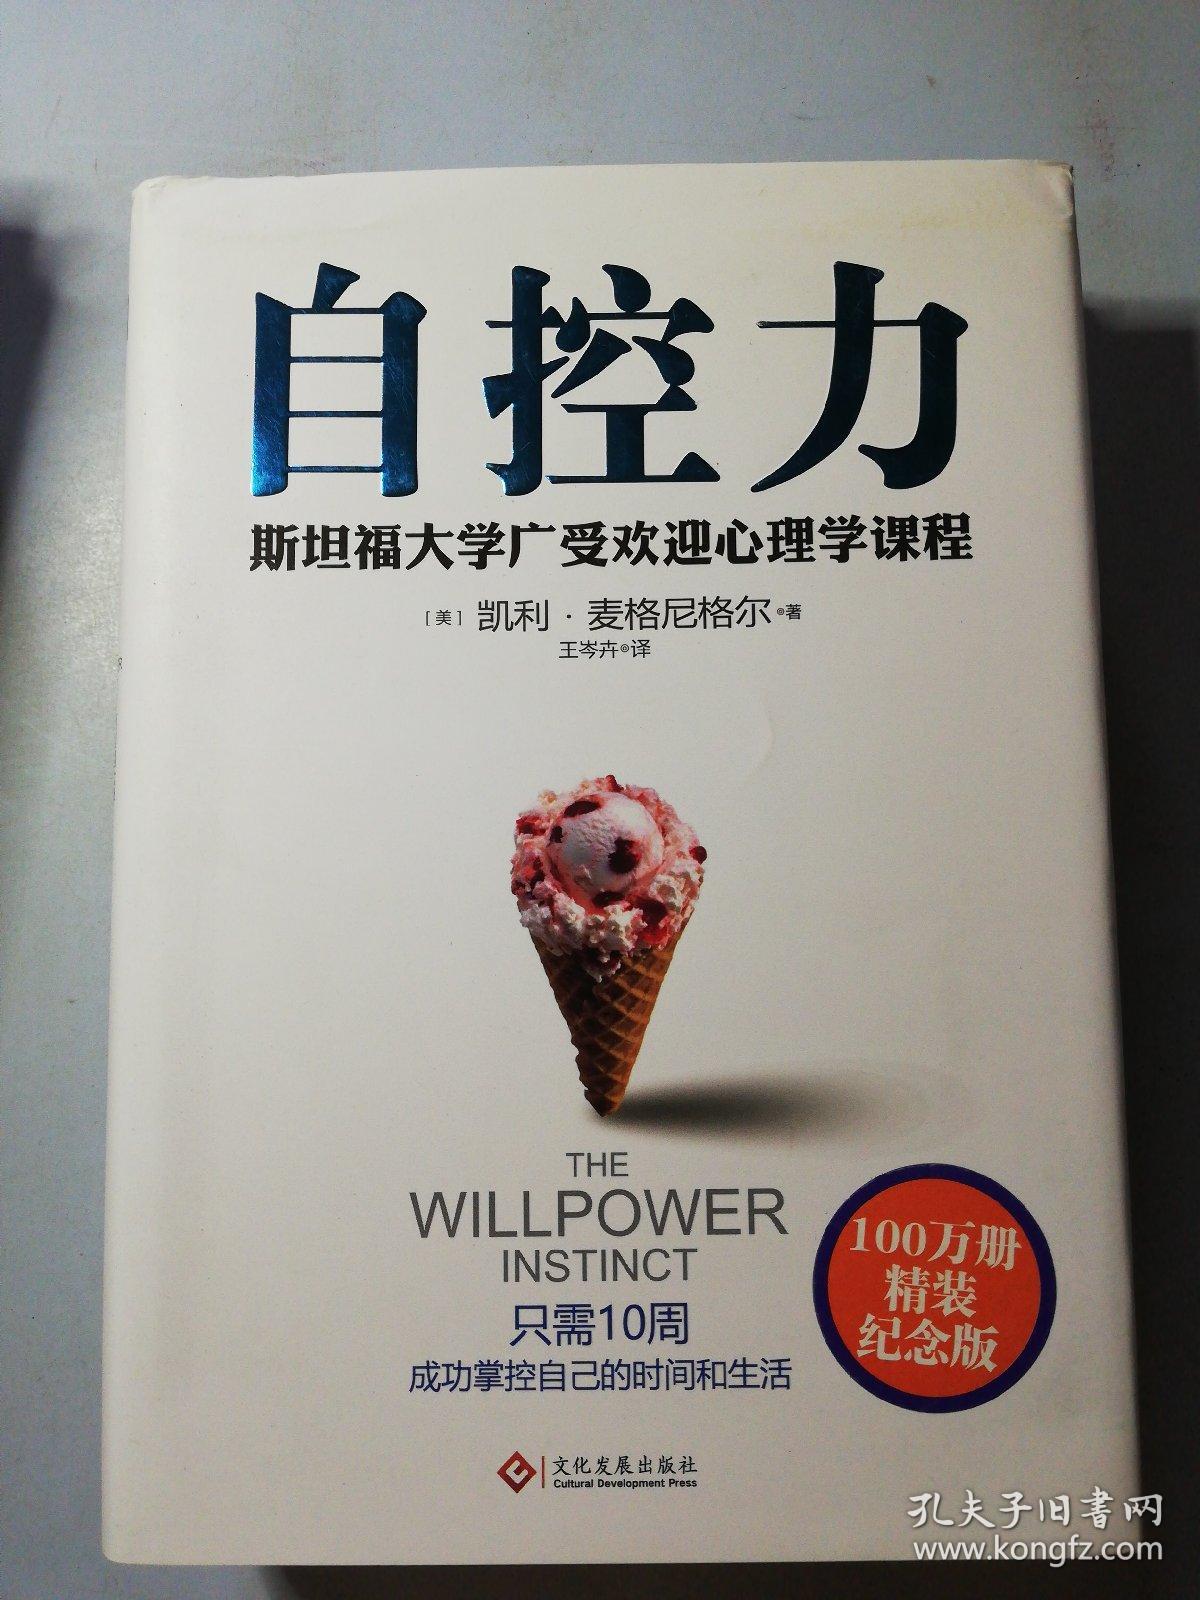 自控力
斯坦福大学广受欢迎心理学课程
[美] 凯利·麦格尼格尔◎著
王岑卉◎译
THE
WILLPOWER
INSTINCT
只需10周
成功掌控自己的时间和生活
100万册
精装
纪念版
文化发展出版社
Cultural Development Press
孔夫子旧书网
www.kongfz.com